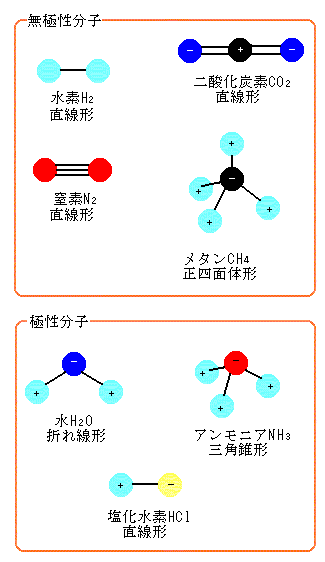 無極性分子
水素H2
直線形
- + -
二酸化炭素CO2
直線形
窒素N2
直線形
+
-
+
+
+
メタンCH4
正四面体形
極性分子
-
+ +
水H2O
折れ線形
-
+
+
+
アンモニアNH3
三角錐形
+ -
塩化水素HCl
直線形